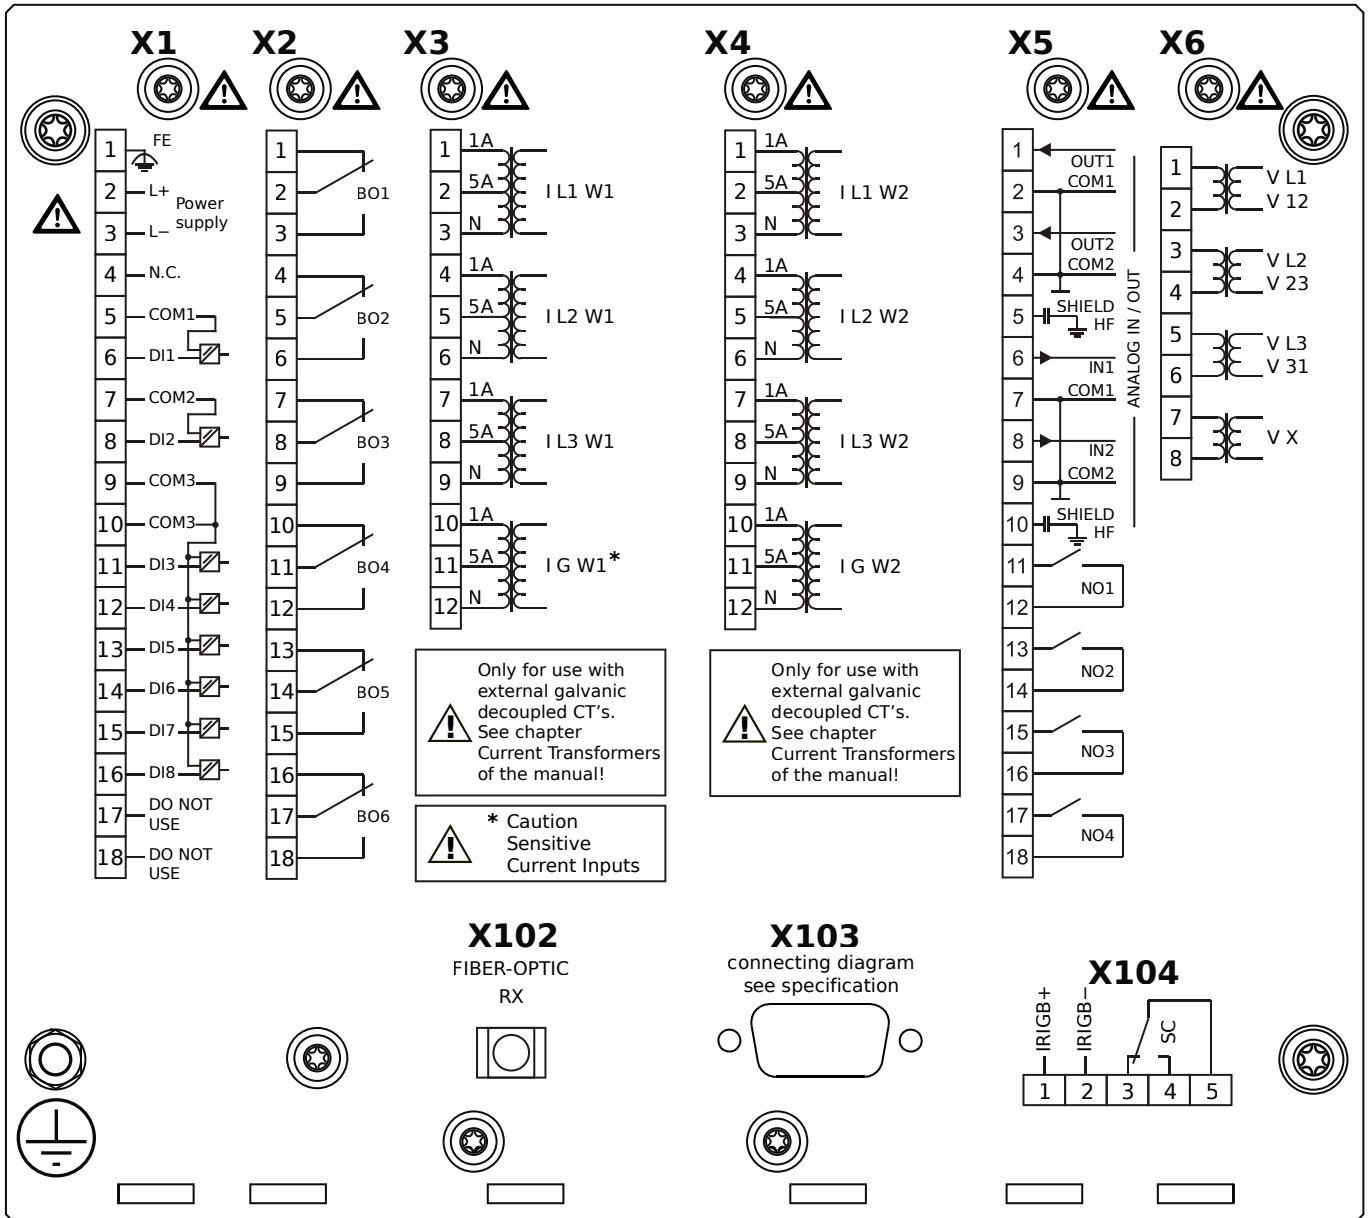 X1 X2 X3 X4 X5 X6
1 FE
2 L+ Power
supply
3 L−
4 N.C.
5 COM1
6 DI1
7 COM2
8 DI2
9 COM3
10 COM3
11 DI3
12 DI4
13 DI5
14 DI6
15 DI7
16 DI8
17 DO NOT
USE
18 DO NOT
USE
1
2 BO1
3
4
5 BO2
6
7
8 BO3
9
10
11 BO4
12
13
14 BO5
15
16
17 BO6
18
1 1A
2 5A I L1 W1
3 N
4 1A
5 5A I L2 W1
6 N
7 1A
8 5A I L3 W1
9 N
10 1A
11 5A I G W1*
12 N
Only for use with
external galvanic
decoupled CT's.
See chapter
Current Transformers
of the manual!
* Caution
Sensitive
Current Inputs
1 1A
2 5A I L1 W2
3 N
4 1A
5 5A I L2 W2
6 N
7 1A
8 5A I L3 W2
9 N
10 1A
11 5A I G W2
12 N
Only for use with
external galvanic
decoupled CT's.
See chapter
Current Transformers
of the manual!
1 OUT1
2 COM1
3 OUT2
4 COM2
5 SHIELD
HF
6 IN1
7 COM1
8 IN2
9 COM2
10 SHIELD
HF
ANALOG IN / OUT
11
NO1
12
13
NO2
14
15
NO3
16
17
NO4
18
1 V L1
2 V 12
3 V L2
4 V 23
5 V L3
6 V 31
7
V X
8
X102
FIBER-OPTIC
RX
X103
connecting diagram
see specification
X104
IRIGB+ IRIGB− SC
1 2 3 4 5